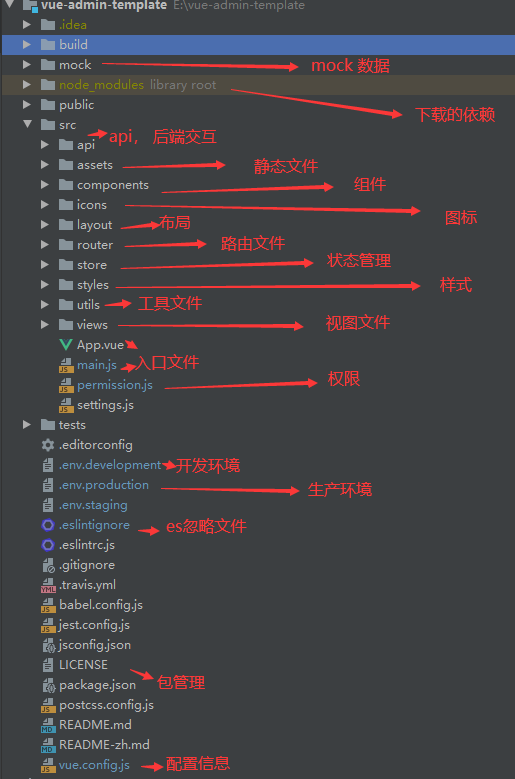 vue-admin-template E:\vue-admin-template
.idea
build
mock mock 数据
node_modules library root
public 下载的依赖
src
api api， 后端交互
assets 静态文件
components 组件
icons 图标
layout 布局
router 路由文件
store 状态管理
styles 样式
utils 工具文件
views 视图文件
App.vue
main.js 入口文件
permission.js 权限
settings.js
tests
.editorconfig
.env.development 开发环境
.env.production 生产环境
.env.staging
.eslintignore es忽略文件
.eslintrc.js
.gitignore
.travis.yml
babel.config.js
jest.config.js
jsconfig.json
LICENSE
package.json 包管理
postcss.config.js
README.md
README-zh.md
vue.config.js 配置信息